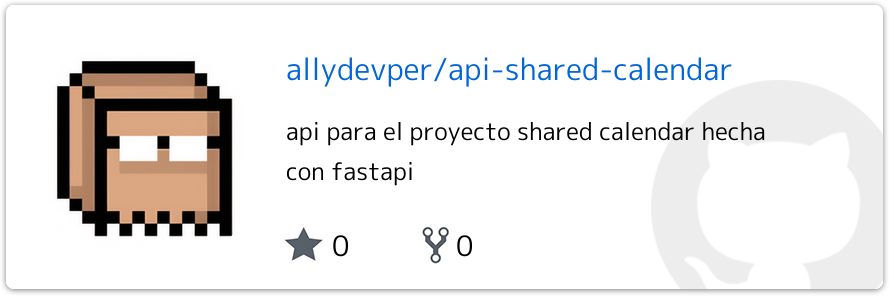 allydevper/api-shared-calendar
api para el proyecto shared calendar hecha
con fastapi
0 0